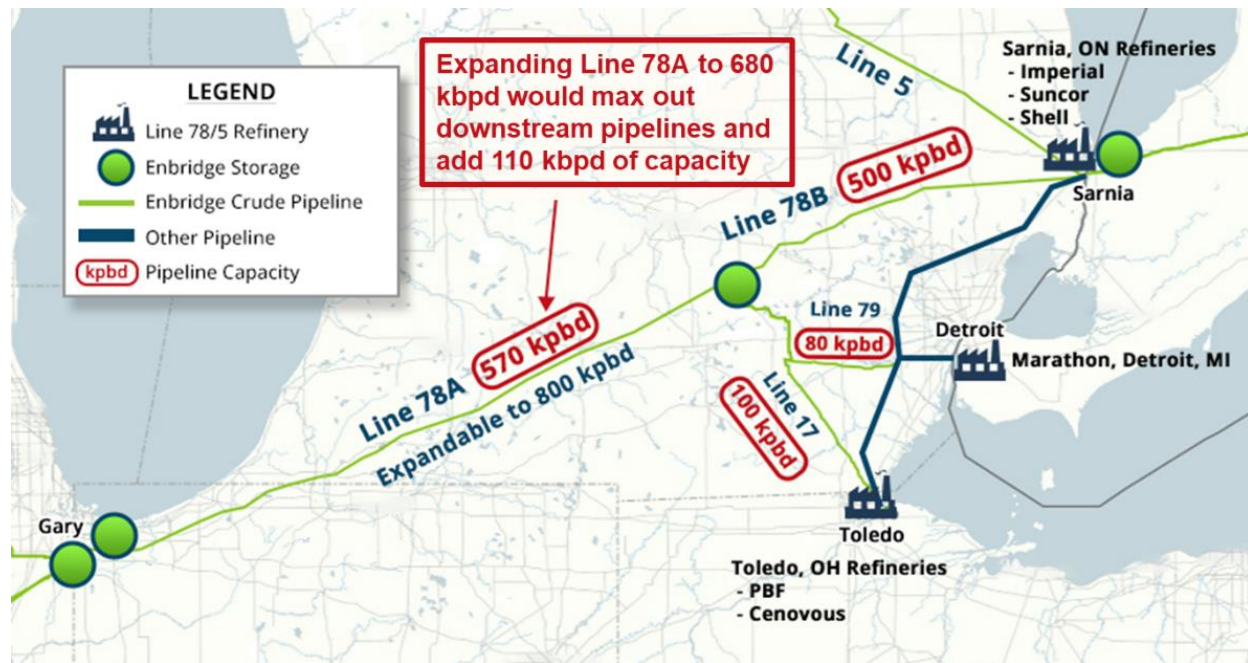 LEGEND
Line 78/5 Refinery
Enbridge Storage
Enbridge Crude Pipeline
Other Pipeline
kpbd Pipeline Capacity
Expanding Line 78A to 680
kbpd would max out
downstream pipelines and
add 110 kbpd of capacity
Line 5
Sarnia, ON Refineries
- Imperial
- Suncor
- Shell
Sarnia
Line 78B 500 kpbd
Line 78A 570 kpbd
Expandable to 800 kpbd
Line 79
80 kpbd
Detroit
Marathon, Detroit, MI
Line 17
100 kpbd
Gary
Toledo
Toledo, OH Refineries
- PBF
- Cenovous